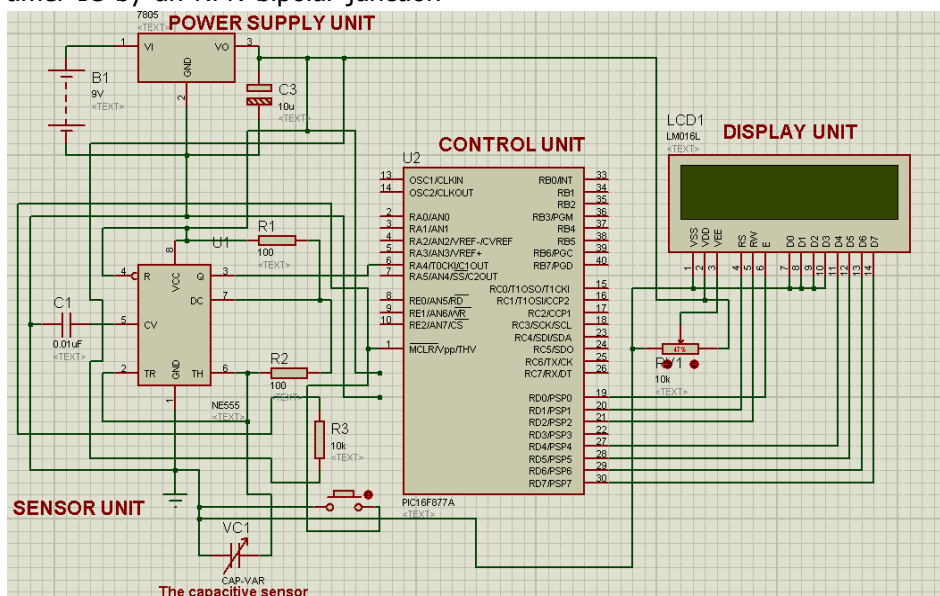 7805
<TEXT>
POWER SUPPLY UNIT
1
VI
VO
3
GND
2
B1
9V
<TEXT>
C3
10u
<TEXT>
LCD1
LM016L
<TEXT>
DISPLAY UNIT
CONTROL UNIT
U2
13 OSC1/CLKIN
14 OSC2/CLKOUT
2 RA0/AN0
3 RA1/AN1
4 RA2/AN2/VREF-/CVREF
5 RA3/AN3/VREF+
6 RA4/T0CKI/C1OUT
7 RA5/AN4/SS/C2OUT
8 RE0/AN5/RD
9 RE1/AN6/WR
10 RE2/AN7/CS
1 MCLR/Vpp/THV
RB0/INT 33
RB1 34
RB2 35
RB3/PGM 36
RB4 37
RB5 38
RB6/PGC 39
RB7/PGD 40
RC0/T1OSO/T1CKI 15
RC1/T1OSI/CCP2 16
RC2/CCP1 17
RC3/SCK/SCL 18
RC4/SDI/SDA 23
RC5/SDO 24
RC6/TX/CK 25
RC7/RX/DT 26
RD0/PSP0 19
RD1/PSP1 20
RD2/PSP2 21
RD3/PSP3 22
RD4/PSP4 27
RD5/PSP5 28
RD6/PSP6 29
RD7/PSP7 30
PIC16F877A
<TEXT>
VSS VDD VEE RS RW E D0 D1 D2 D3 D4 D5 D6 D7
1 2 3 4 5 6 7 8 9 10 11 12 13 14
47%
RV1
10k
<TEXT>
U1
8
VCC
4 R
Q 3
DC 7
5 CV
GND
2 TR
TH 6
1
NE555
<TEXT>
R1
100
<TEXT>
C1
0.01uF
<TEXT>
R2
100
<TEXT>
R3
10k
<TEXT>
SENSOR UNIT
VC1
CAP-VAR
The capacitive sensor